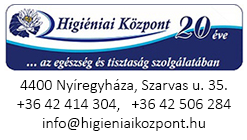 Higiéniai Központ 20 éve
... az egészség és tisztaság szolgálatában
4400 Nyíregyháza, Szarvas u. 35.
+36 42 414 304, +36 42 506 284
info@higieniaikozpont.hu